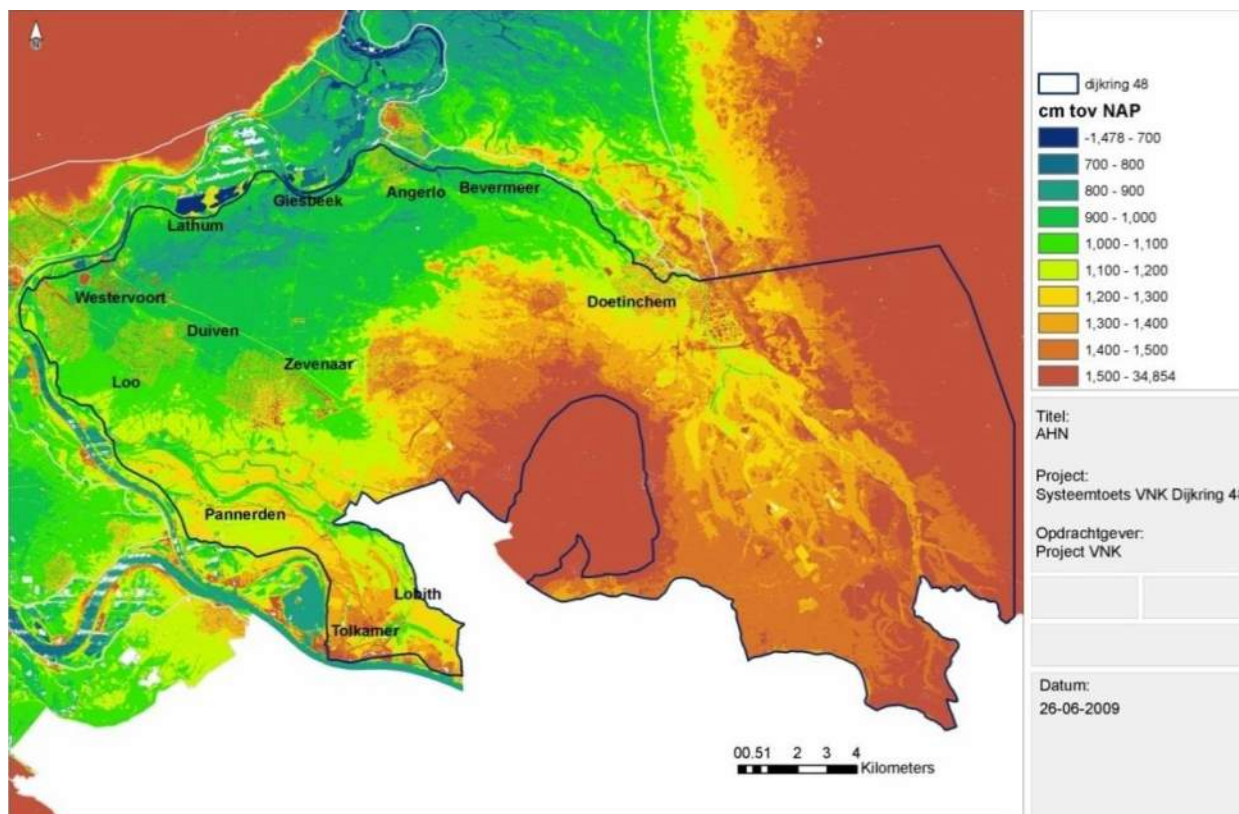 dijkring 48
cm tov NAP
-1,478 - 700
700 - 800
800 - 900
900 - 1,000
1,000 - 1,100
1,100 - 1,200
1,200 - 1,300
1,300 - 1,400
1,400 - 1,500
1,500 - 34,854
Titel:
AHN
Project:
Systeemtoets VNK Dijkring 48
Opdrachtgever:
Project VNK
Datum:
26-06-2009
Angerlo
Bevermeer
Giesbeek
Lathum
Westervoort
Doetinchem
Duiven
Zevenaar
Loo
Pannerden
Lobith
Tolkamer
00.51 2 3 4
Kilometers